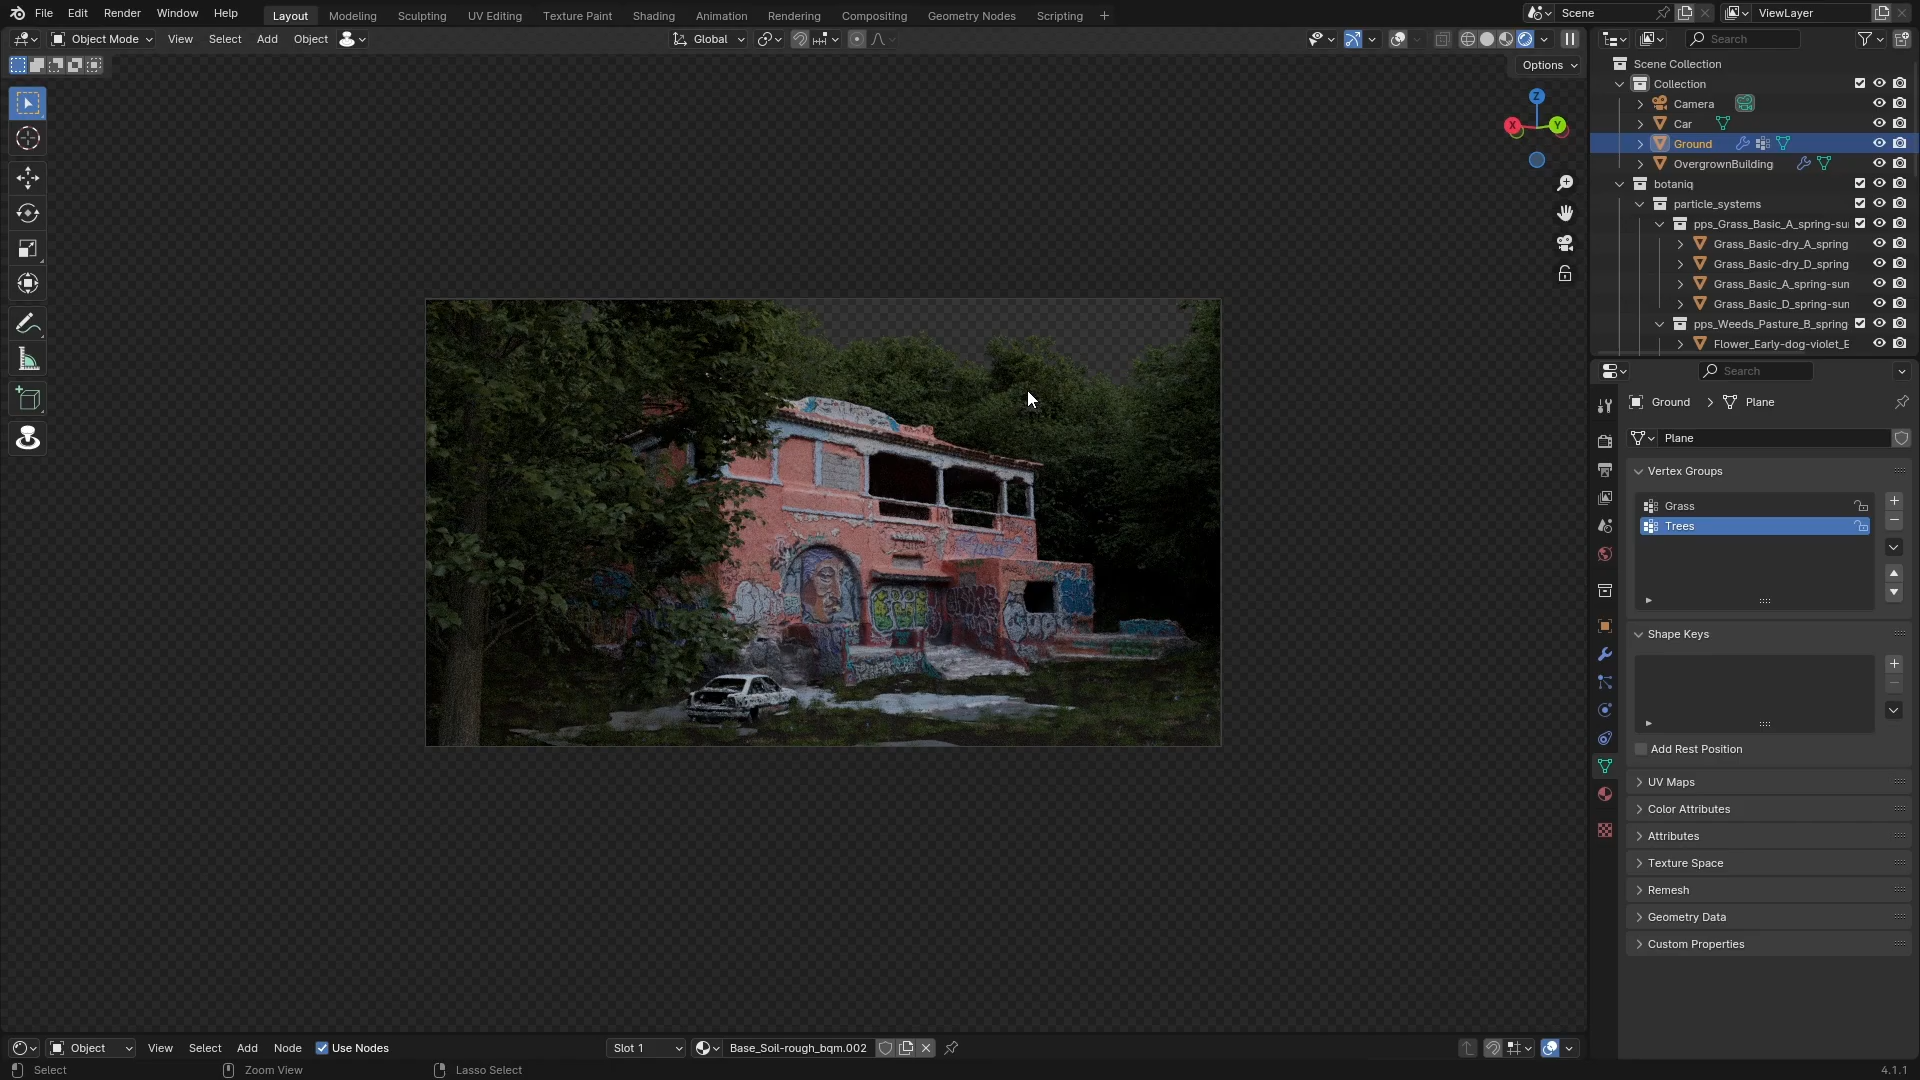 File Edit Render Window Help Layout Modeling Sculpting UV Editing Texture Paint Shading Animation Rendering Compositing Geometry Nodes Scripting + Scene ViewLayer
Object Mode View Select Add Object Global Search
Options
Scene Collection
Collection
Camera
Car
Ground
OvergrownBuilding
botaniq
particle_systems
pps_Grass_Basic_A_spring-su
Grass_Basic-dry_A_spring
Grass_Basic-dry_D_spring
Grass_Basic_A_spring-sum
Grass_Basic_D_spring-sum
pps_Weeds_Pasture_B_spring
Flower_Early-dog-violet_E
X Y Z
Search
Ground > Plane
Plane
Vertex Groups
Grass
Trees
Shape Keys
Add Rest Position
UV Maps
Color Attributes
Attributes
Texture Space
Remesh
Geometry Data
Custom Properties
Object View Select Add Node Use Nodes Slot 1 Base_Soil-rough_bqm.002
Select Zoom View Lasso Select 4.1.1